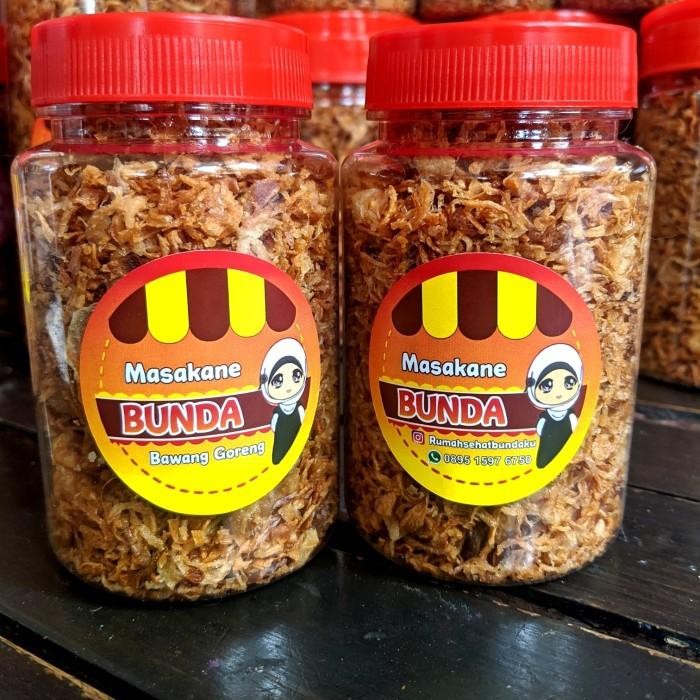 Masakane
BUNDA
Bawang Goreng
Masakane
BUNDA
Rumahsehatbundaku
0895 1597 6750